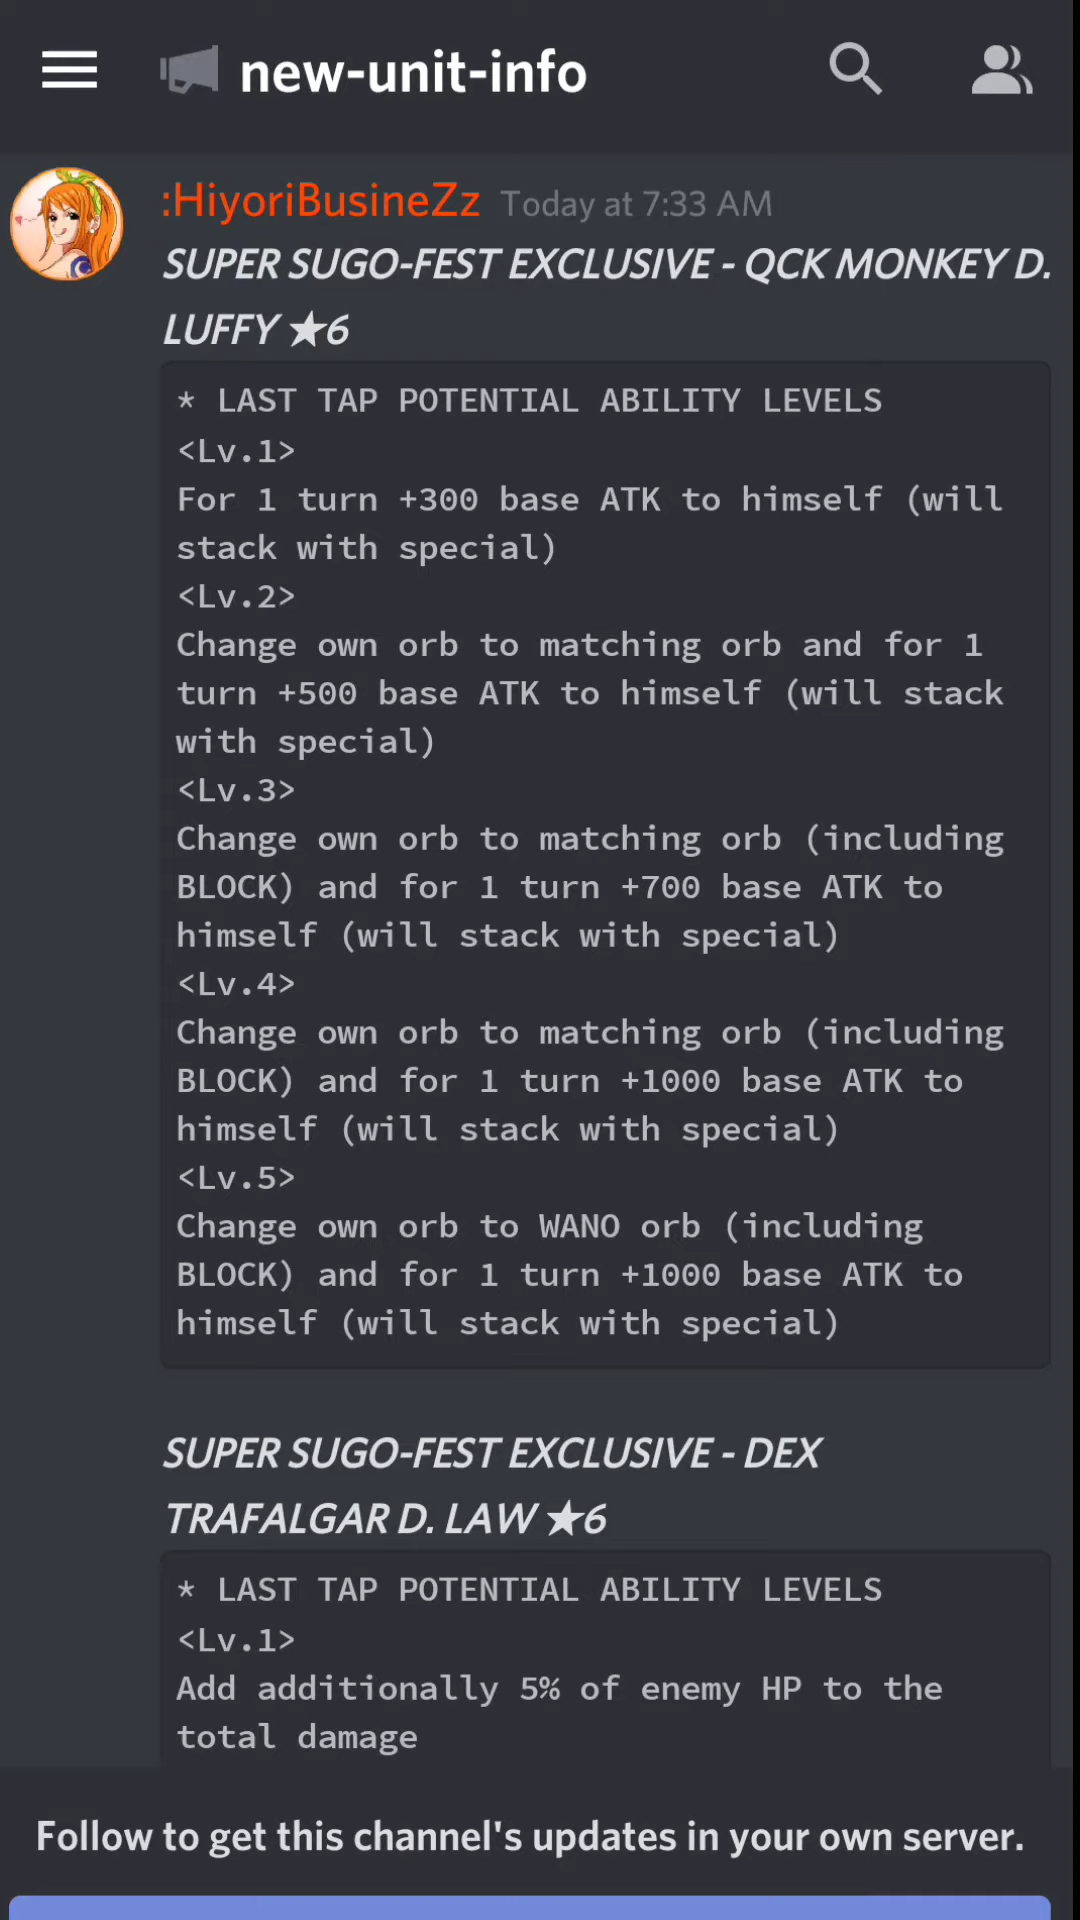 new-unit-info
:HiyoriBusineZz Today at 7:33 AM
SUPER SUGO-FEST EXCLUSIVE - QCK MONKEY D.
LUFFY ★6
* LAST TAP POTENTIAL ABILITY LEVELS
<Lv.1>
For 1 turn +300 base ATK to himself (will
stack with special)
<Lv.2>
Change own orb to matching orb and for 1
turn +500 base ATK to himself (will stack
with special)
<Lv.3>
Change own orb to matching orb (including
BLOCK) and for 1 turn +700 base ATK to
himself (will stack with special)
<Lv.4>
Change own orb to matching orb (including
BLOCK) and for 1 turn +1000 base ATK to
himself (will stack with special)
<Lv.5>
Change own orb to WANO orb (including
BLOCK) and for 1 turn +1000 base ATK to
himself (will stack with special)
SUPER SUGO-FEST EXCLUSIVE - DEX
TRAFALGAR D. LAW ★6
* LAST TAP POTENTIAL ABILITY LEVELS
<Lv.1>
Add additionally 5% of enemy HP to the
total damage
Follow to get this channel's updates in your own server.